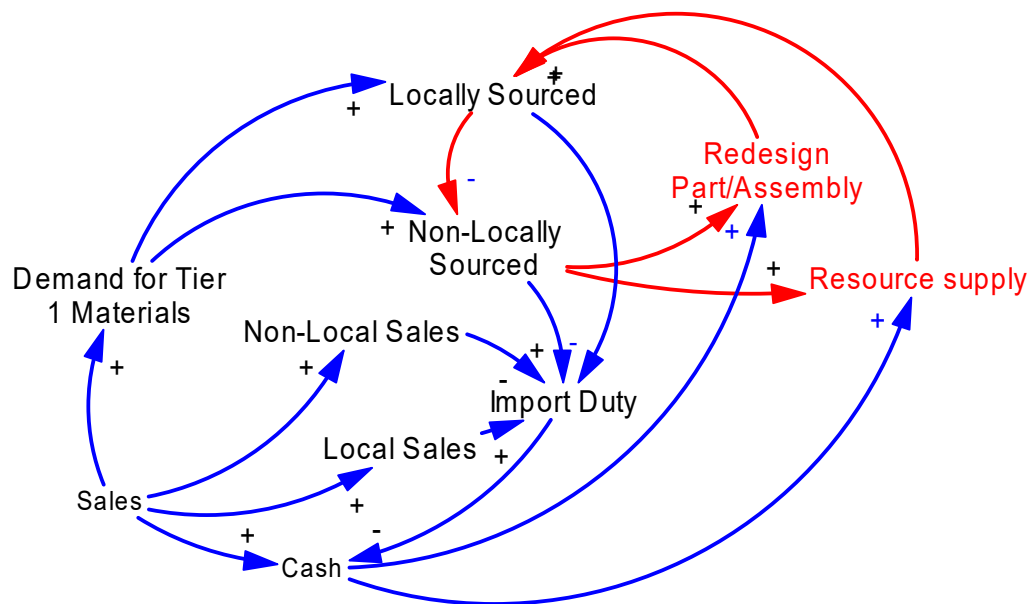 Locally Sourced
+
+
+
Redesign
Part/Assembly
-
+
+
Non-Locally
Sourced
+
+
Demand for Tier
1 Materials
Resource supply
+
Non-Local Sales
+
+
+
-
-
Import Duty
Local Sales
+
Sales
+
+
-
Cash